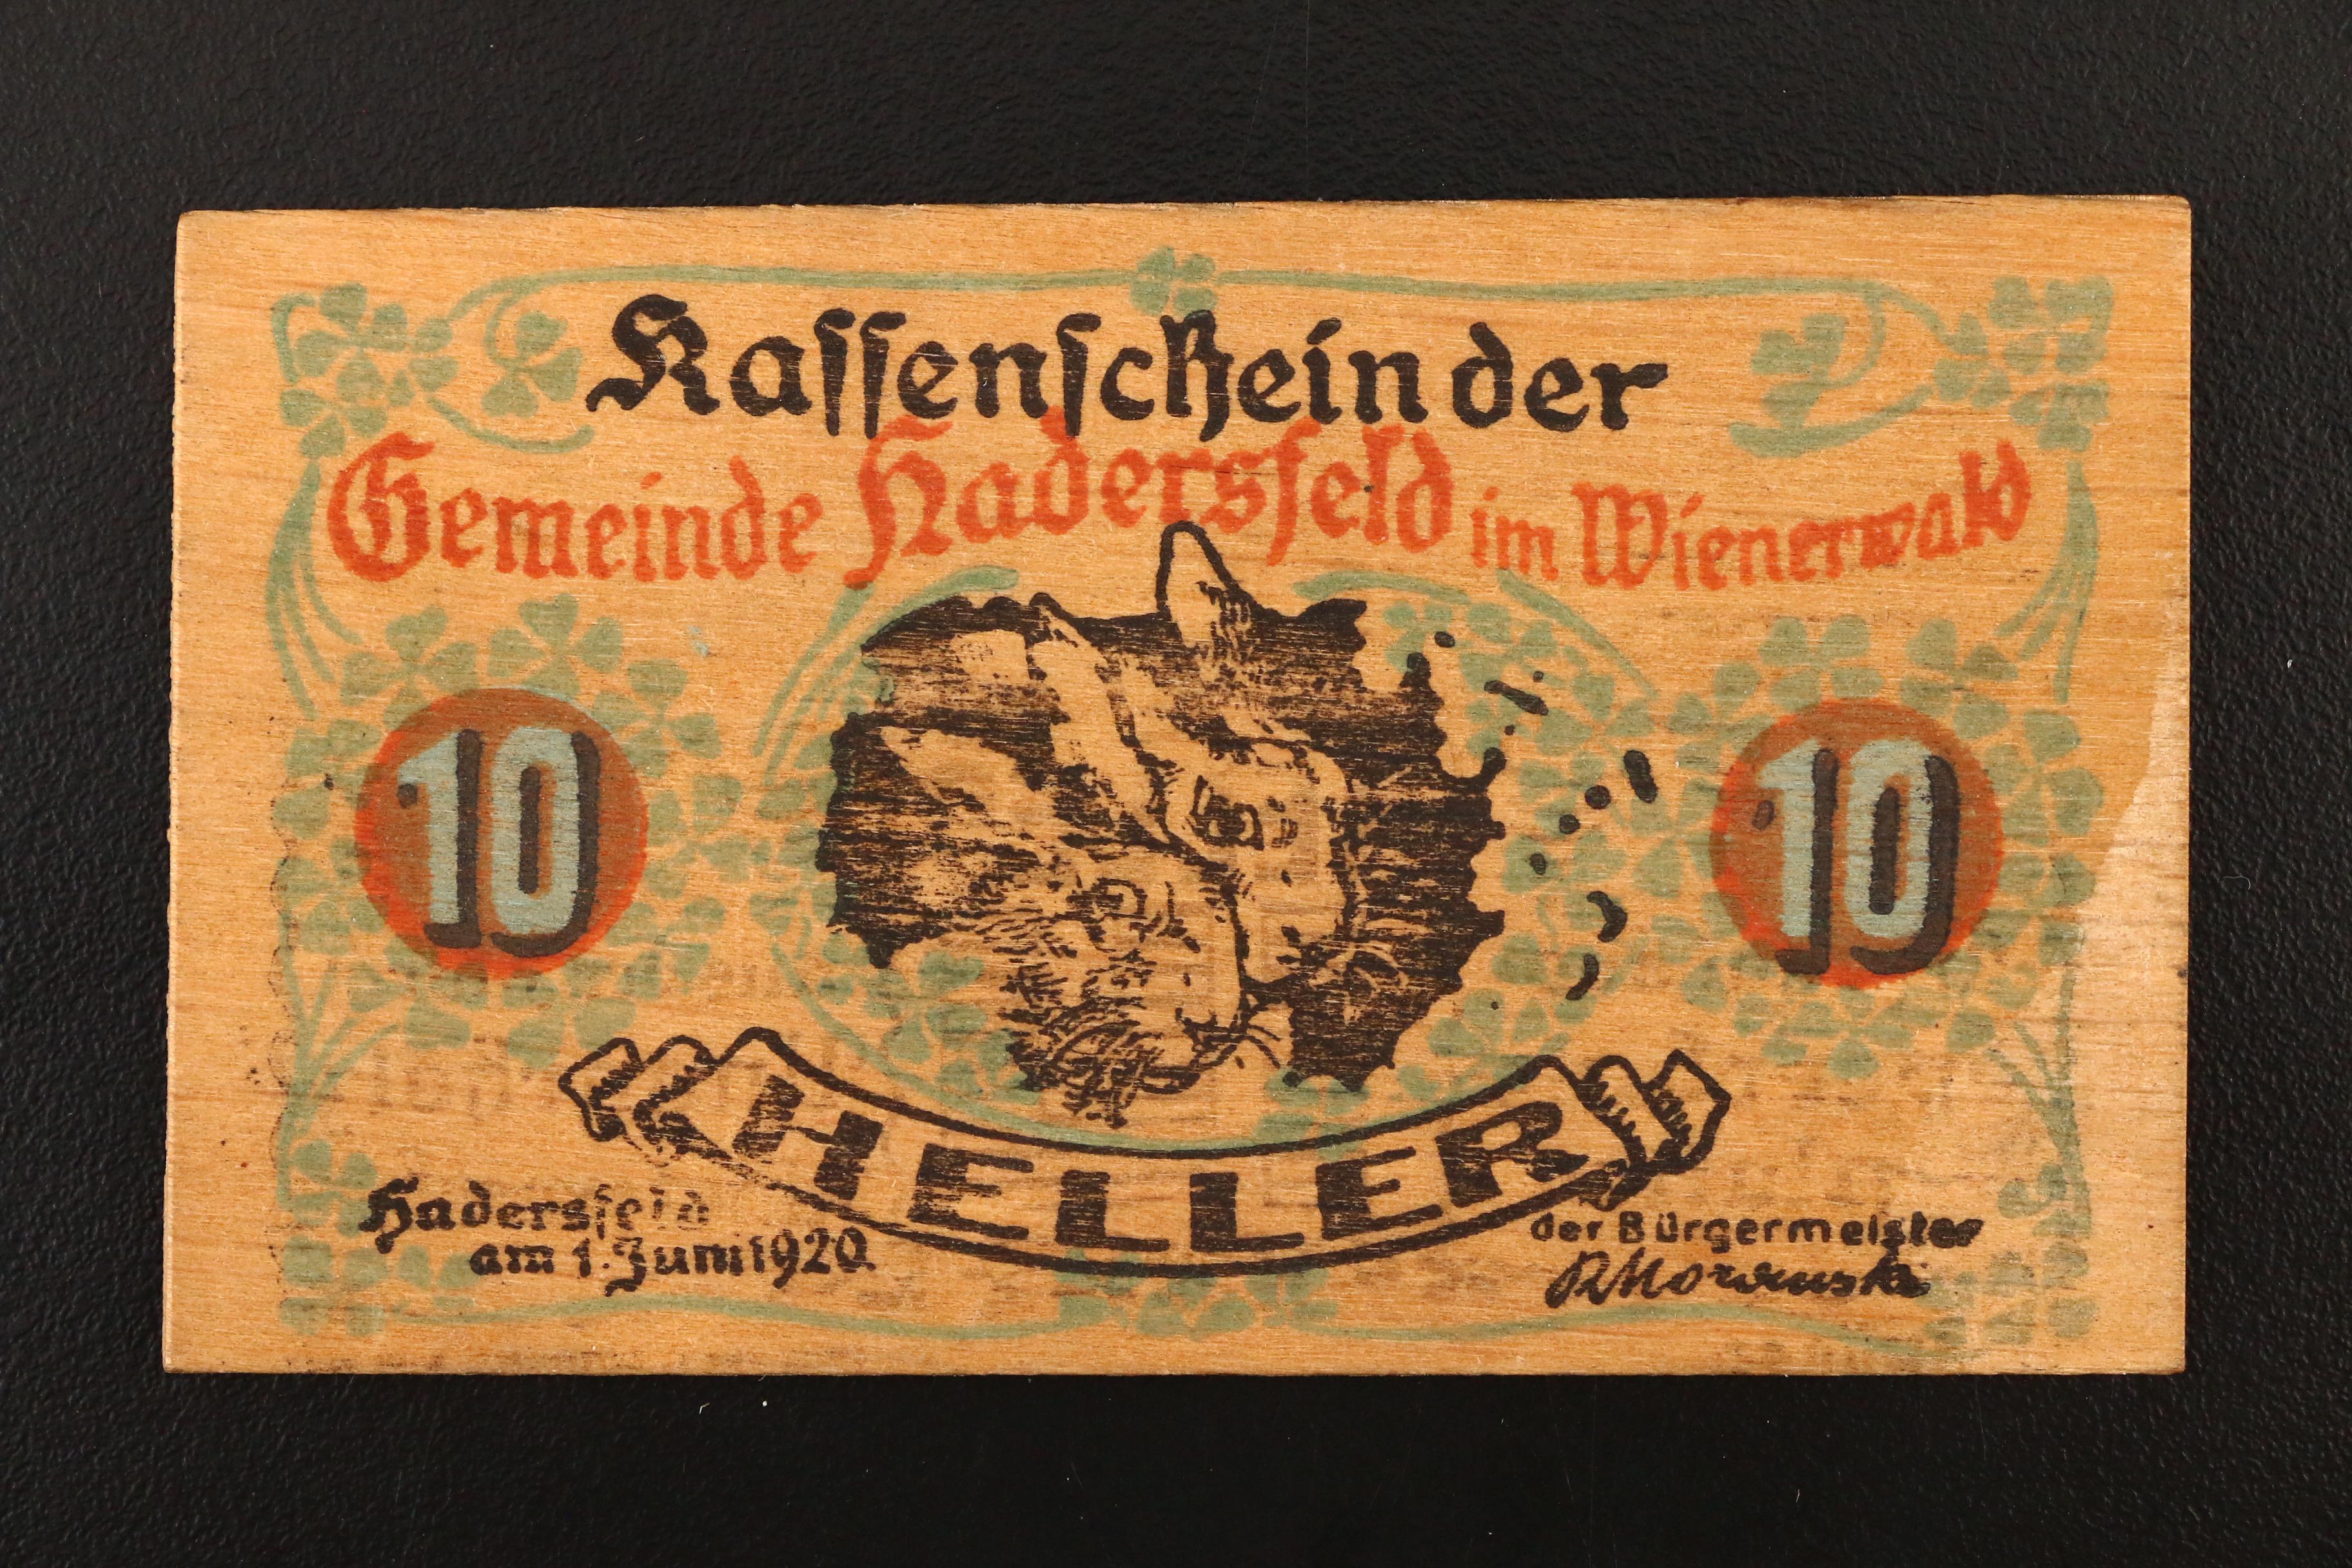 Kassenschein der
Gemeinde Hadersfeld im Wienerwald
10
10
HELLER
Hadersfeld
am 1. Juni 1920.
der Bürgermeister